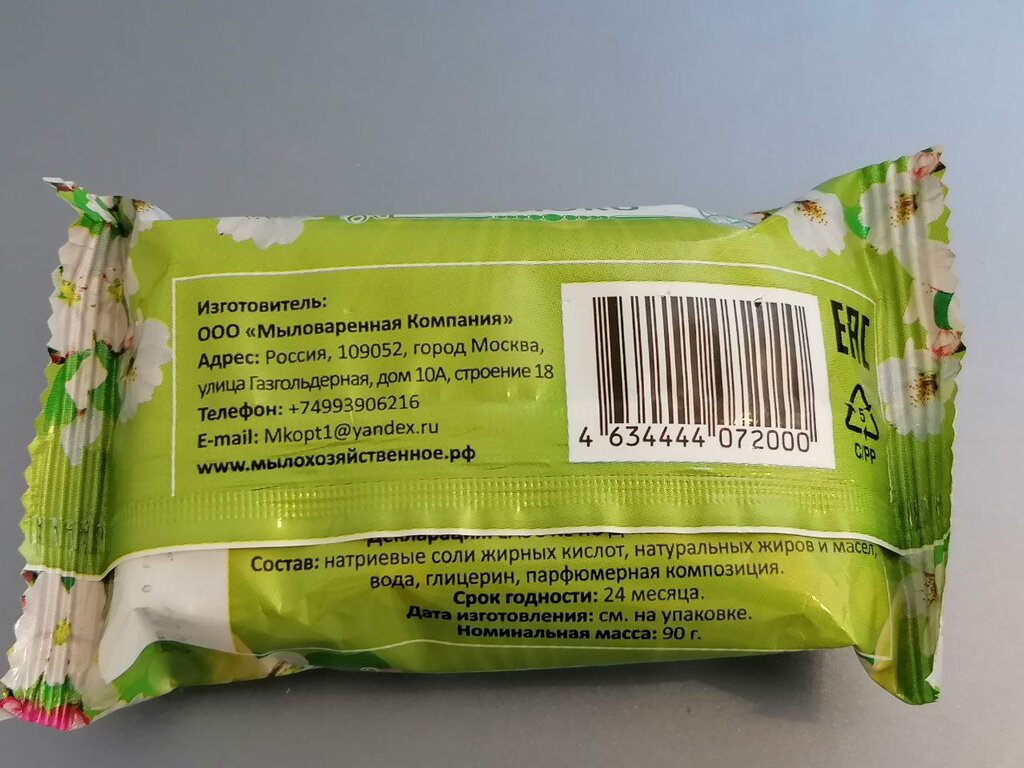 Изготовитель:
ООО «Мыловаренная Компания»
Адрес: Россия, 109052, город Москва,
улица Газгольдерная, дом 10А, строение 18
Телефон: +74993906216
E-mail: Mkopt1@yandex.ru
www.мылохозяйственное.рф
4 634444 072000
EAC
5
C/PP
Состав: натриевые соли жирных кислот, натуральных жиров и масел,
вода, глицерин, парфюмерная композиция.
Срок годности: 24 месяца.
Дата изготовления: см. на упаковке.
Номинальная масса: 90 г.